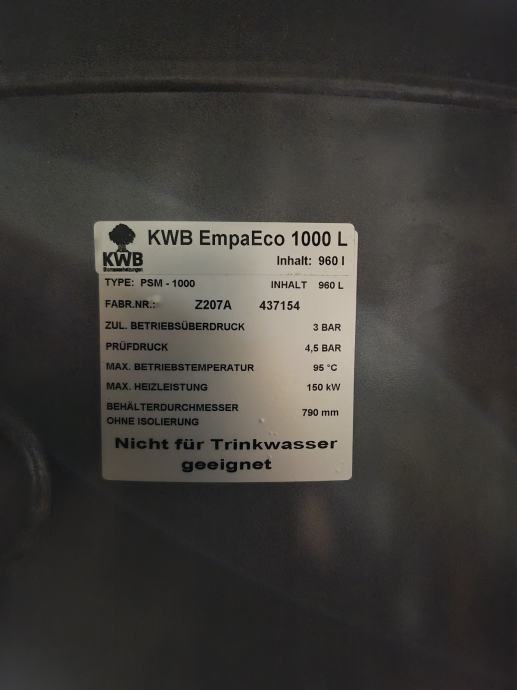 KWB EmpaEco 1000 L
KWB
Biomasseheizungen
Inhalt: 960 l
TYPE: PSM - 1000 INHALT 960 L
FABR.NR.: Z207A 437154
ZUL. BETRIEBSÜBERDRUCK 3 BAR
PRÜFDRUCK 4,5 BAR
MAX. BETRIEBSTEMPERATUR 95 °C
MAX. HEIZLEISTUNG 150 kW
BEHÄLTERDURCHMESSER 790 mm
OHNE ISOLIERUNG
Nicht für Trinkwasser
geeignet